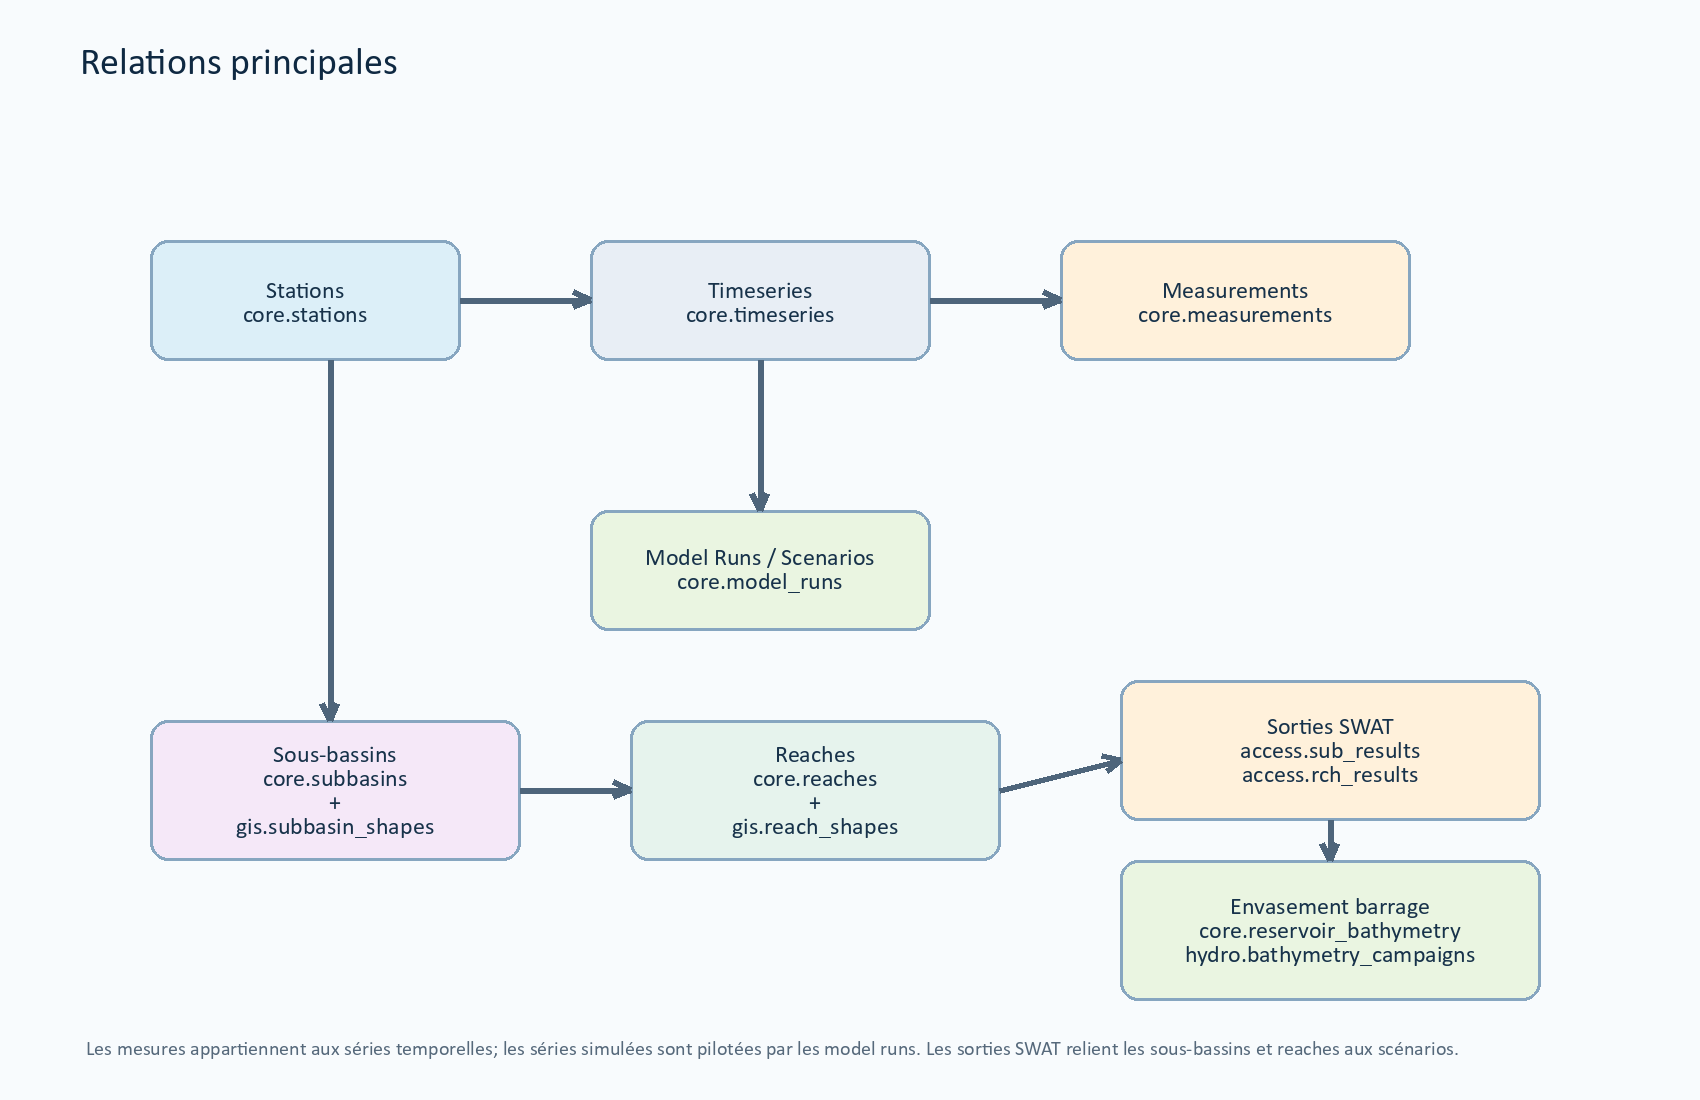 Relations principales
Stations
core.stations
Timeseries
core.timeseries
Measurements
core.measurements
Model Runs / Scenarios
core.model_runs
Sous-bassins
core.subbasins
+
gis.subbasin_shapes
Reaches
core.reaches
+
gis.reach_shapes
Sorties SWAT
access.sub_results
access.rch_results
Envasement barrage
core.reservoir_bathymetry
hydro.bathymetry_campaigns
Les mesures appartiennent aux séries temporelles; les séries simulées sont pilotées par les model runs. Les sorties SWAT relient les sous-bassins et reaches aux scénarios.